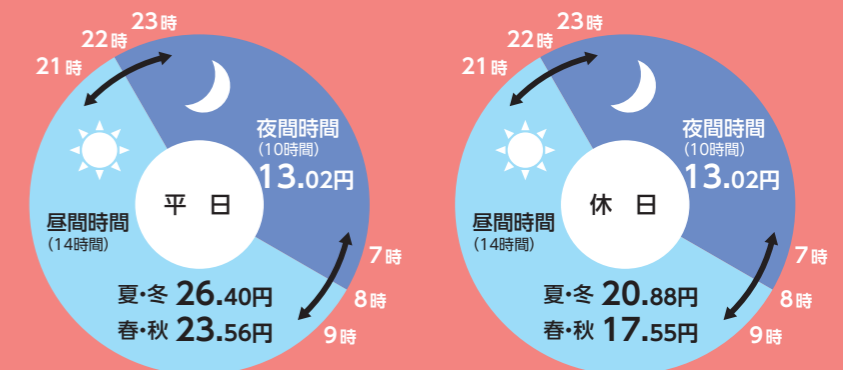 23時
22時
21時
夜間時間
(10時間)
13.02円
平 日
昼間時間
(14時間)
7時
夏・冬 26.40円
8時
春・秋 23.56円
9時
23時
22時
21時
夜間時間
(10時間)
13.02円
休 日
昼間時間
(14時間)
7時
夏・冬 20.88円
8時
春・秋 17.55円
9時